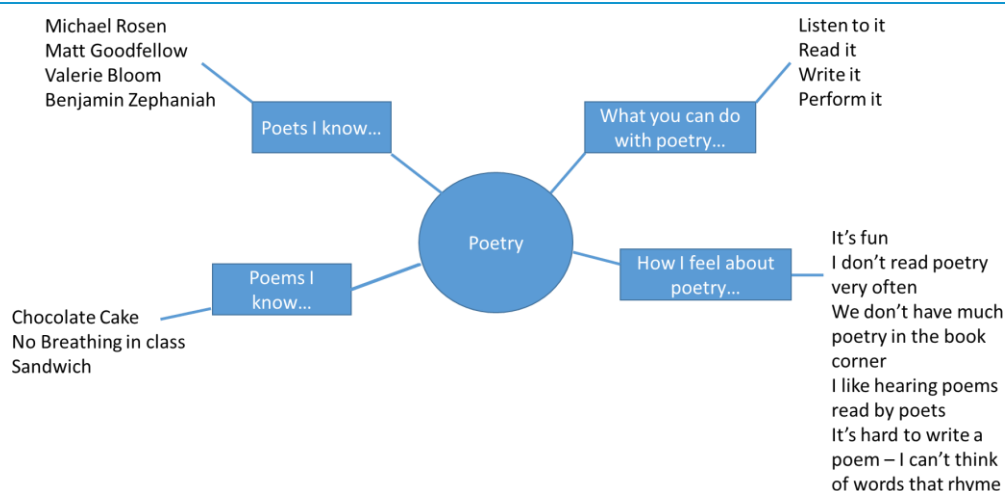 Michael Rosen
Matt Goodfellow
Valerie Bloom
Benjamin Zephaniah
Poets I know…
Listen to it
Read it
Write it
Perform it
What you can do
with poetry…
Poetry
Poems I
know…
Chocolate Cake
No Breathing in class
Sandwich
How I feel about
poetry…
It’s fun
I don’t read poetry
very often
We don’t have much
poetry in the book
corner
I like hearing poems
read by poets
It’s hard to write a
poem – I can’t think
of words that rhyme